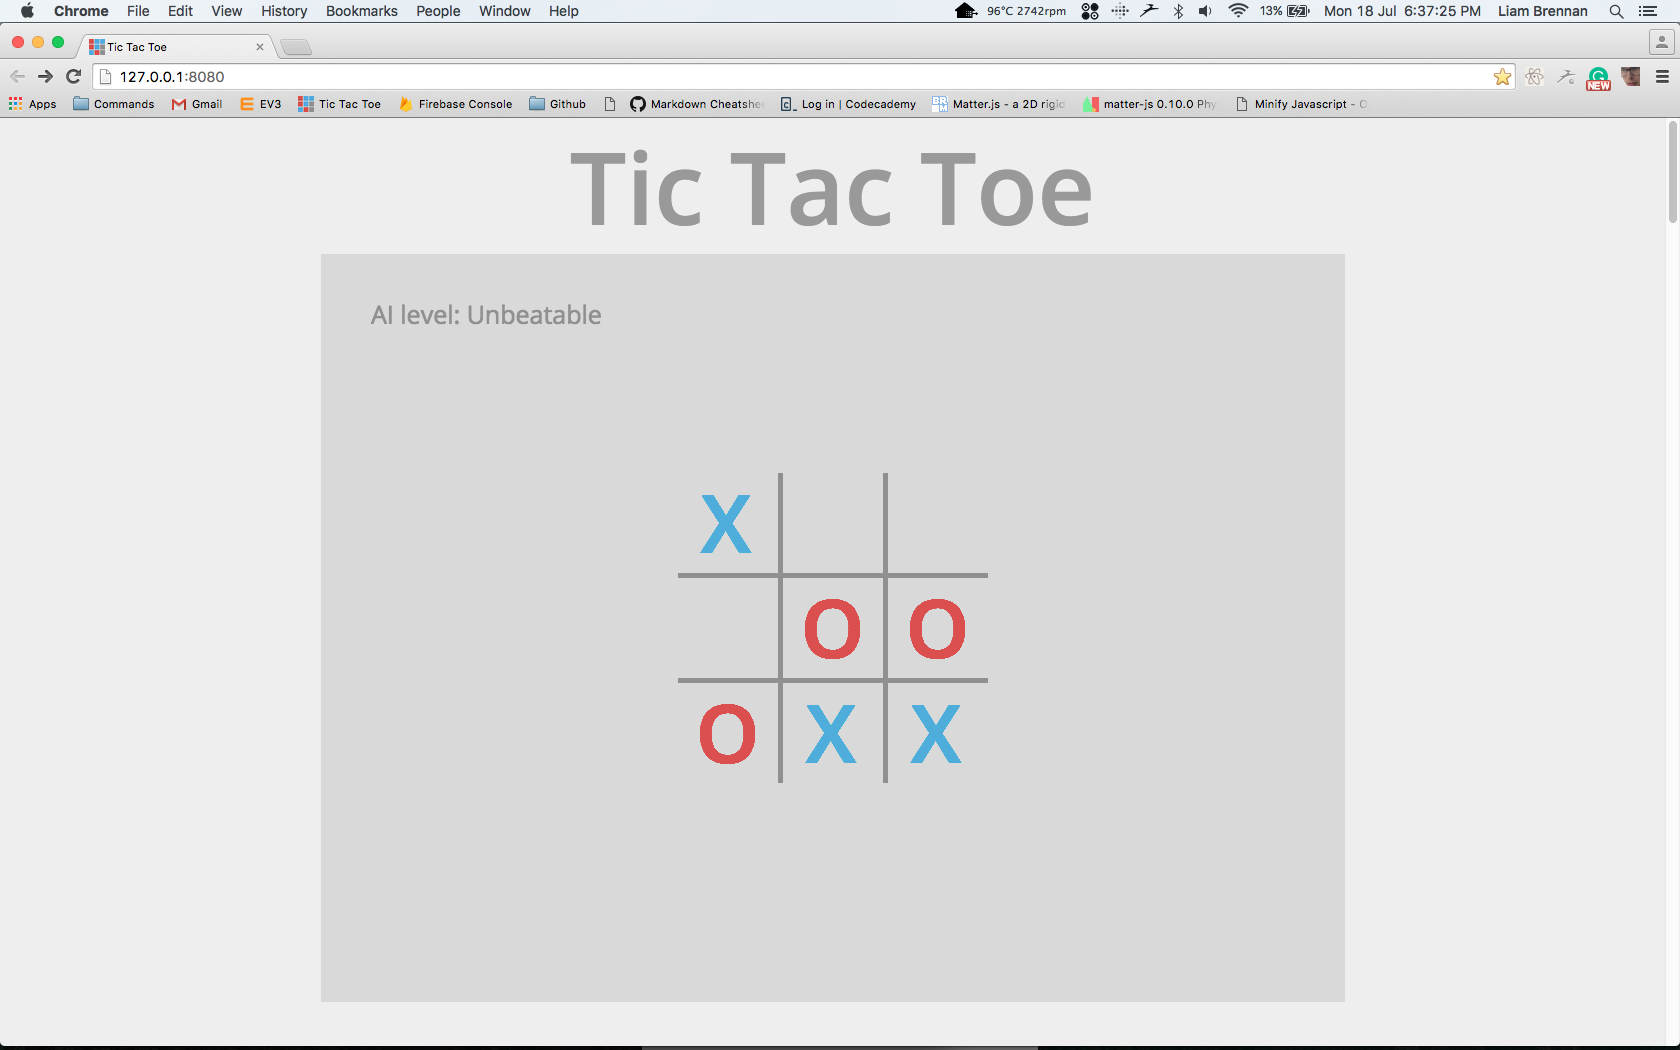 Chrome File Edit View History Bookmarks People Window Help 96°C 2742rpm 13% Mon 18 Jul 6:37:25 PM Liam Brennan
Tic Tac Toe
127.0.0.1:8080
NEW
Apps Commands Gmail EV3 Tic Tac Toe Firebase Console Github Markdown Cheatshee Log in | Codecademy Matter.js - a 2D rigid matter-js 0.10.0 Phy Minify Javascript - O
Tic Tac Toe
AI level: Unbeatable
X
O O
O X X